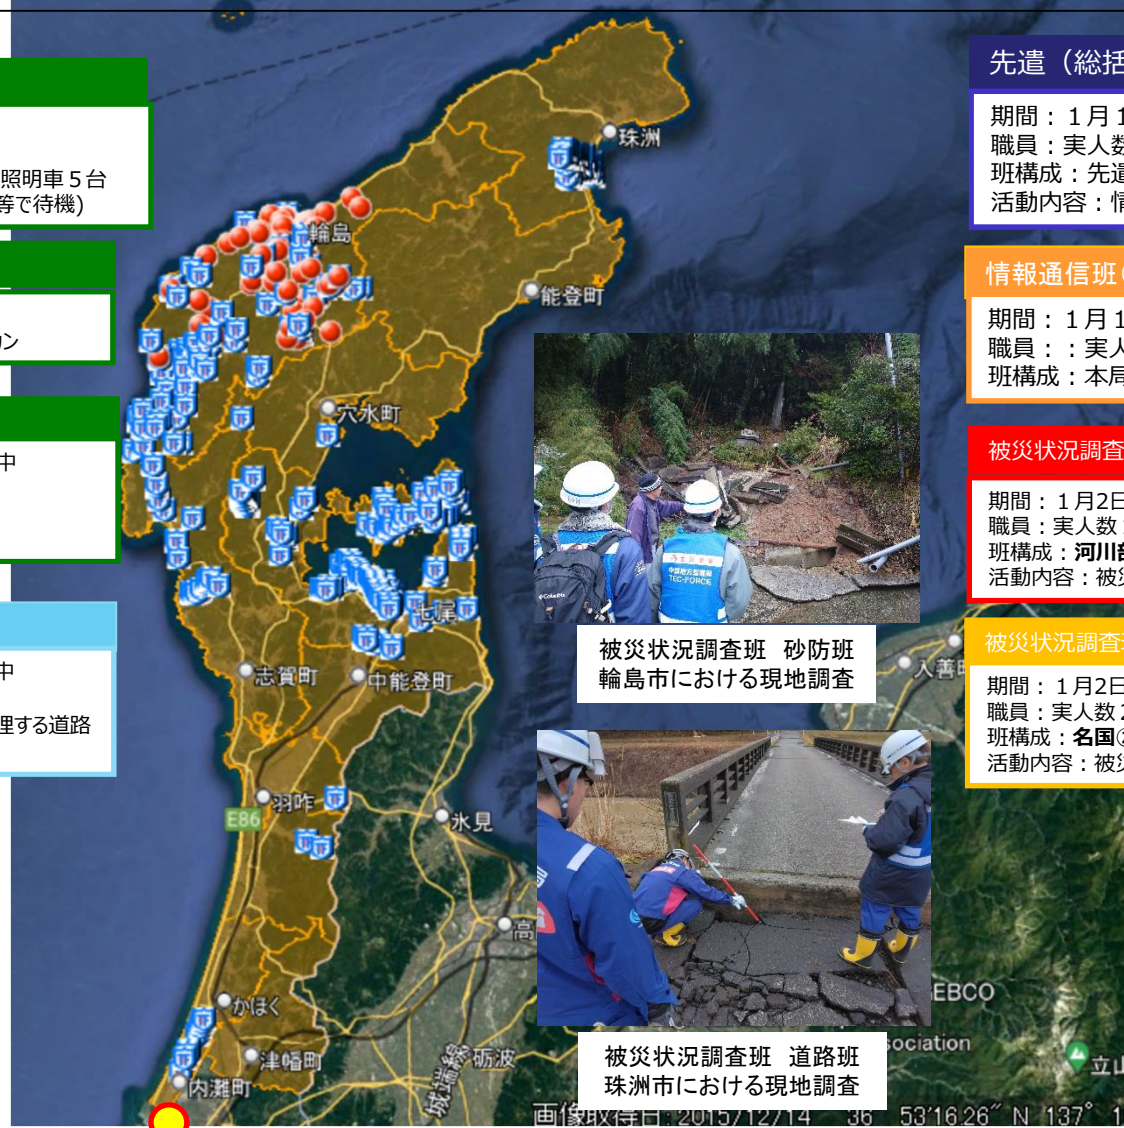 照明車５台
等で待機)
ン
中
中
理する道路
先遣（総括
期間：１月１
職員：実人数
班構成：先遣
活動内容：情
情報通信班
期間：１月１
職員：：実人
班構成：本局
被災状況調査
期間：１月2日
職員：実人数
班構成：河川部
活動内容：被災
被災状況調査班
期間：１月2日
職員：実人数２
班構成：名国②
活動内容：被災
珠洲
輪島
能登町
穴水町
七尾
志賀町
中能登町
羽咋
E86
氷見
入善町
高
かほく
津幡町
内灘町
城端線
砺波
立山
EBCO
sociation
TEC-FORCE
Columbia
被災状況調査班　砂防班
輪島市における現地調査
被災状況調査班　道路班
珠洲市における現地調査
画像取得日: 2015/12/14　36　53'16.26" N 137° 1